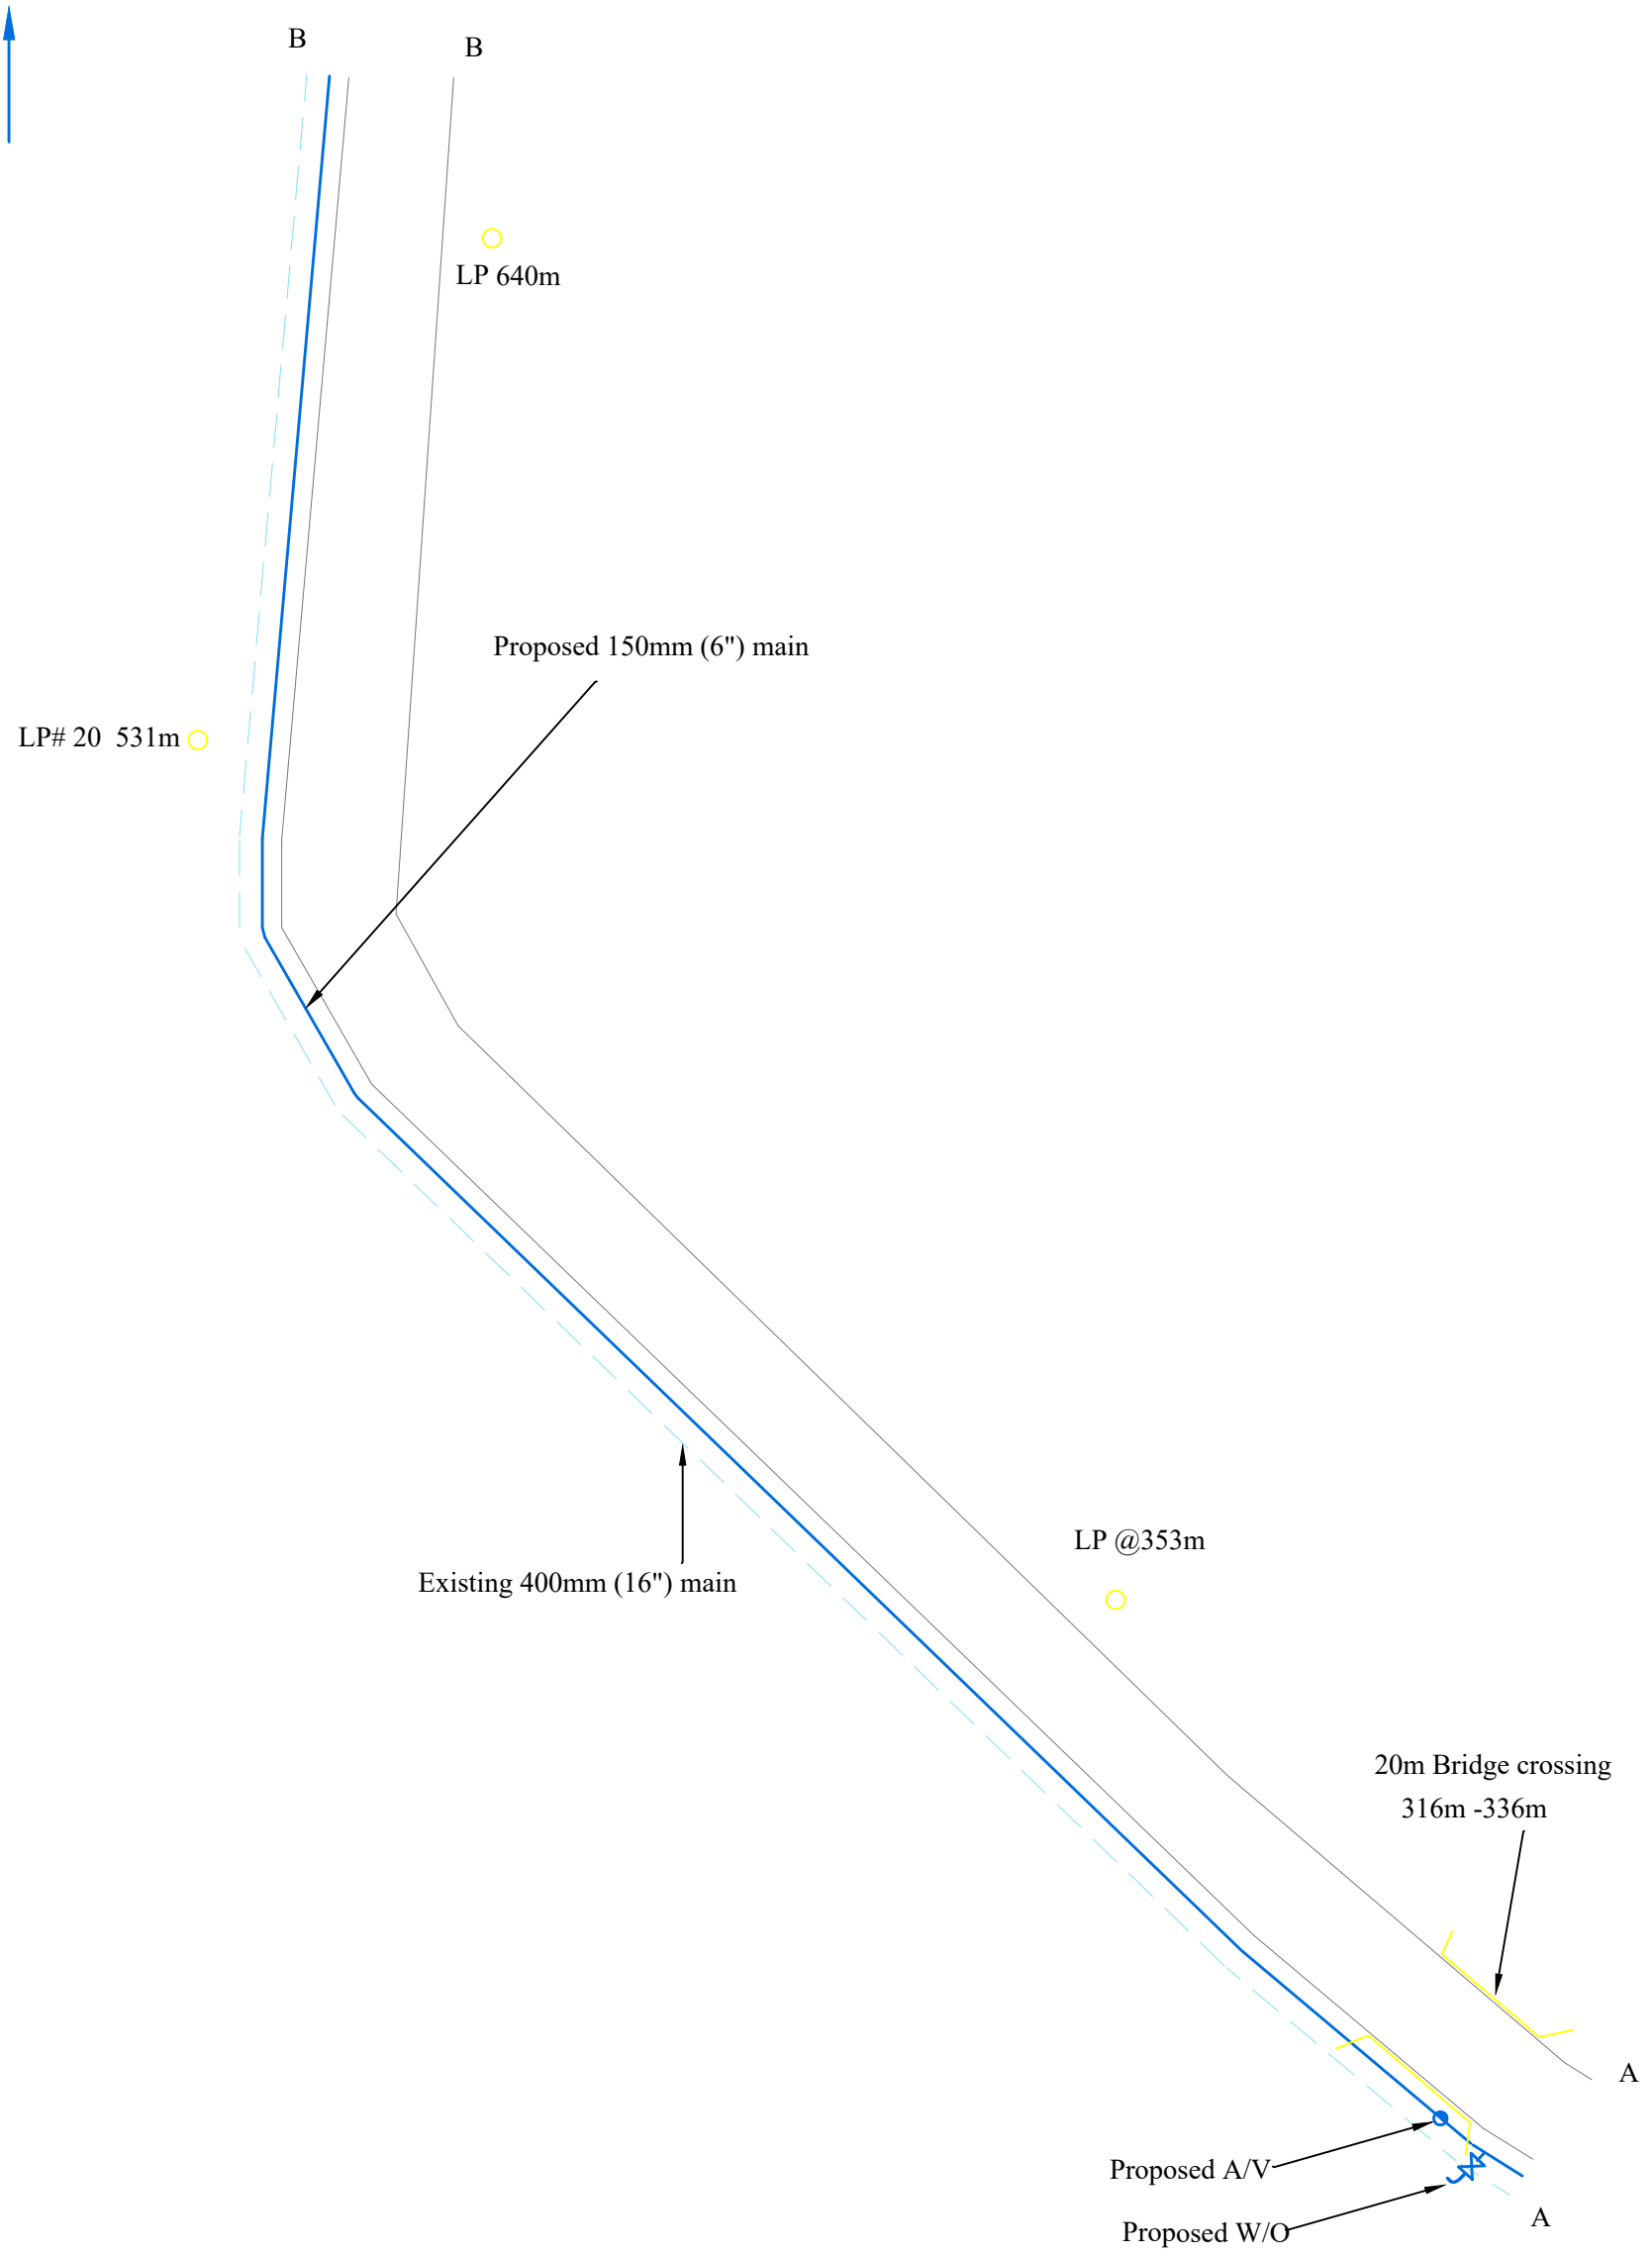 B
B
LP 640m
Proposed 150mm (6") main
LP# 20 531m
LP @353m
Existing 400mm (16") main
20m Bridge crossing
316m -336m
A
Proposed A/V
A
Proposed W/O